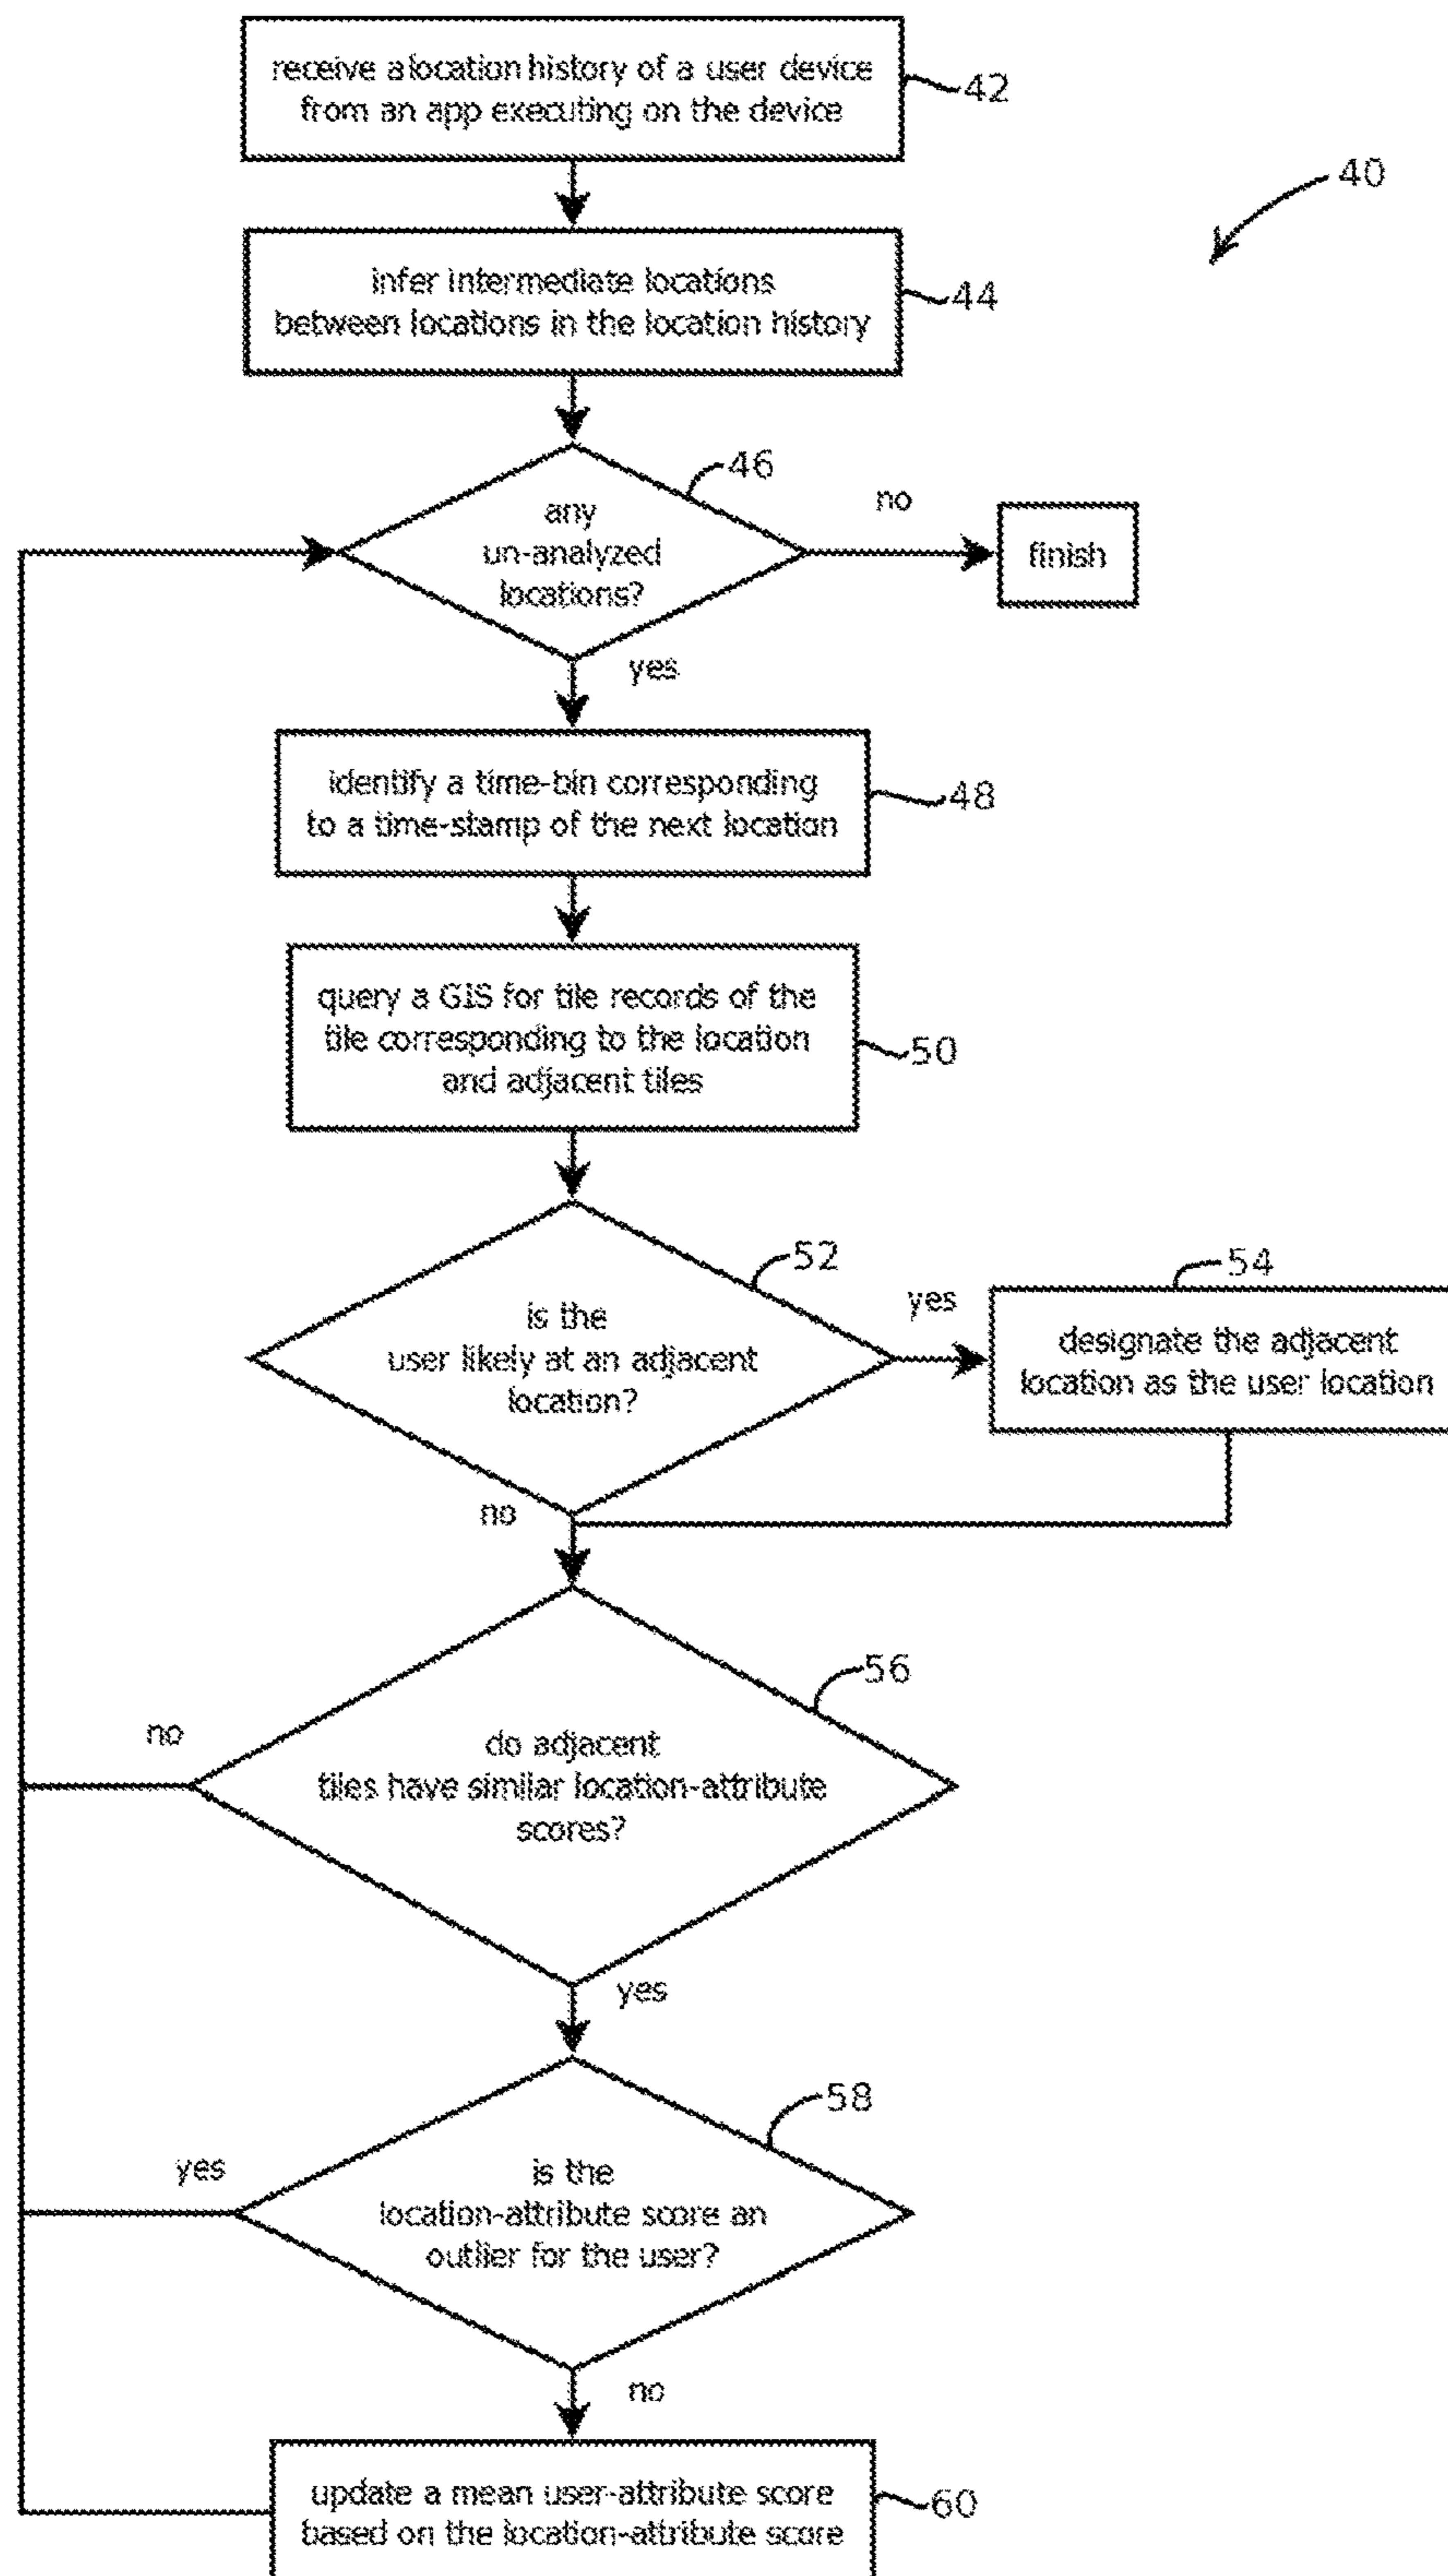 receive a location history of a user device
from an app executing on the device
42
40
infer intermediate locations
between locations in the location history
44
46
any
un-analyzed
locations?
no
finish
yes
identify a time-bin corresponding
to a time-stamp of the next location
48
query a GIS for tile records of the
tile corresponding to the location
and adjacent tiles
50
52
is the
user likely at an adjacent
location?
yes
54
designate the adjacent
location as the user location
no
56
do adjacent
tiles have similar location-attribute
scores?
no
yes
58
is the
location-attribute score an
outlier for the user?
yes
no
update a mean user-attribute score
based on the location-attribute score
60